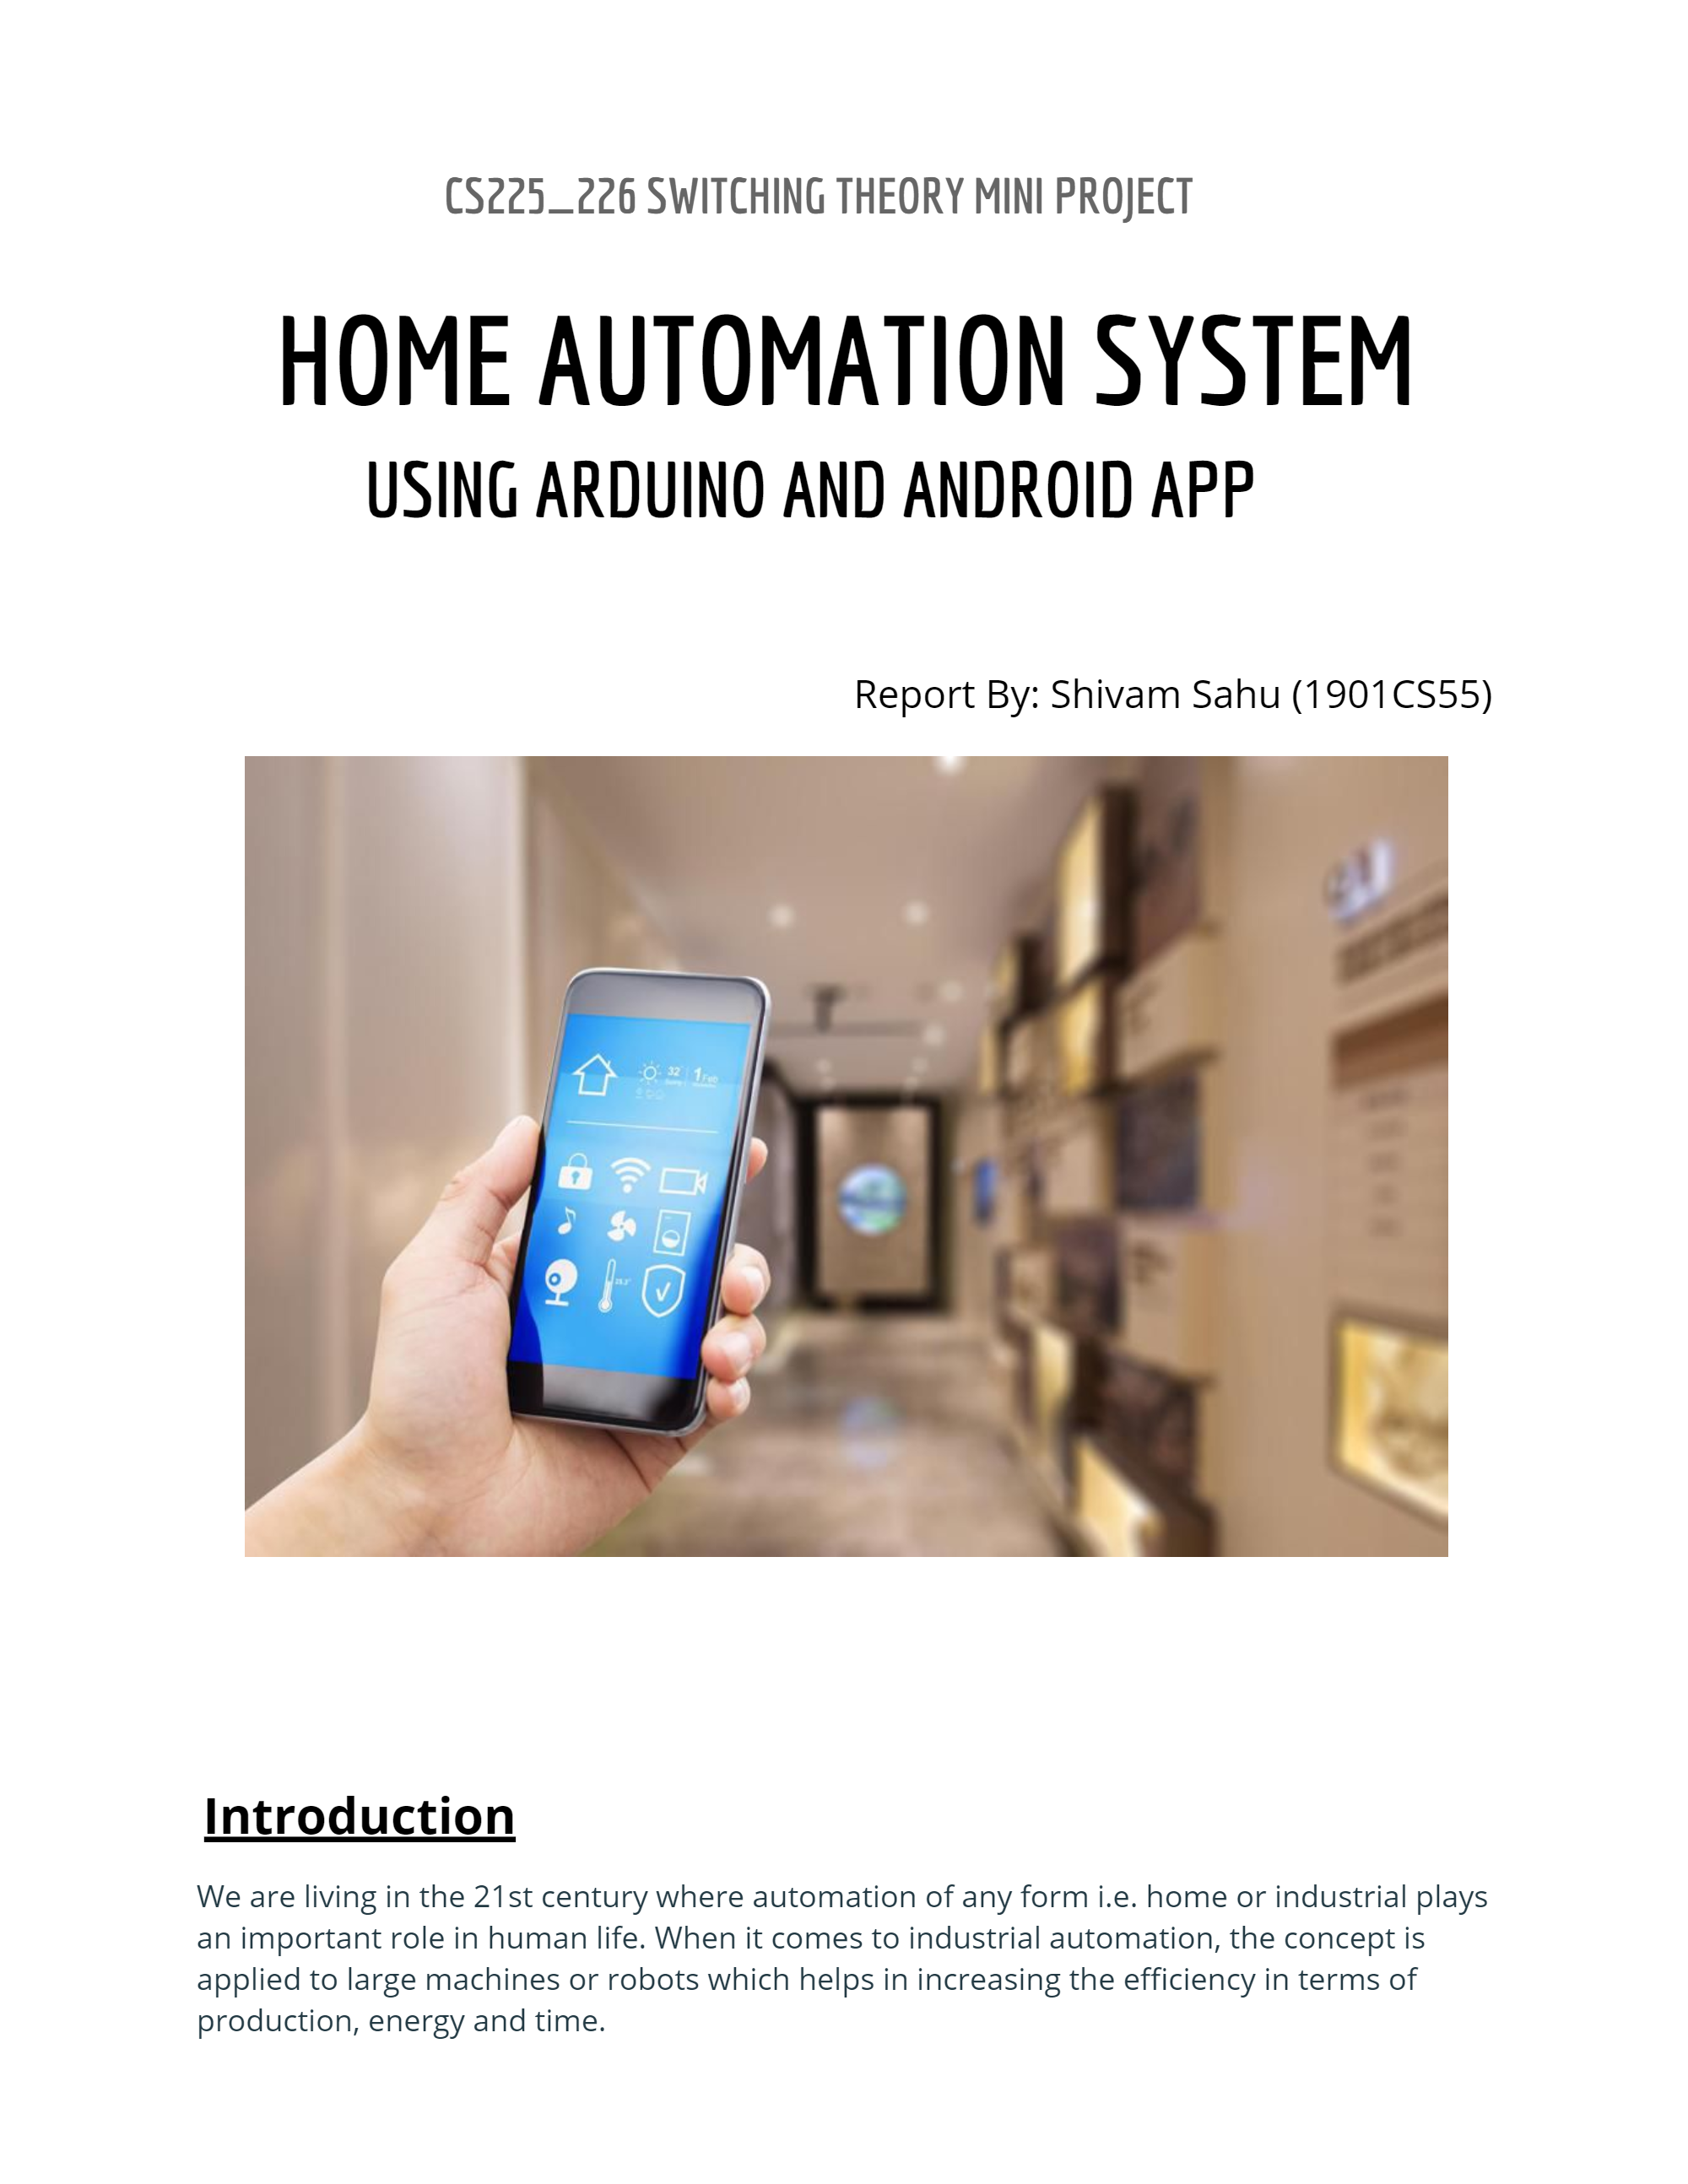 CS225_226 SWITCHING THEORY MINI PROJECT
HOME AUTOMATION SYSTEM
USING ARDUINO AND ANDROID APP
Report By: Shivam Sahu (1901CS55)
32
1 Feb
Introduction
We are living in the 21st century where automation of any form i.e. home or industrial plays
an important role in human life. When it comes to industrial automation, the concept is
applied to large machines or robots which helps in increasing the efficiency in terms of
production, energy and time.